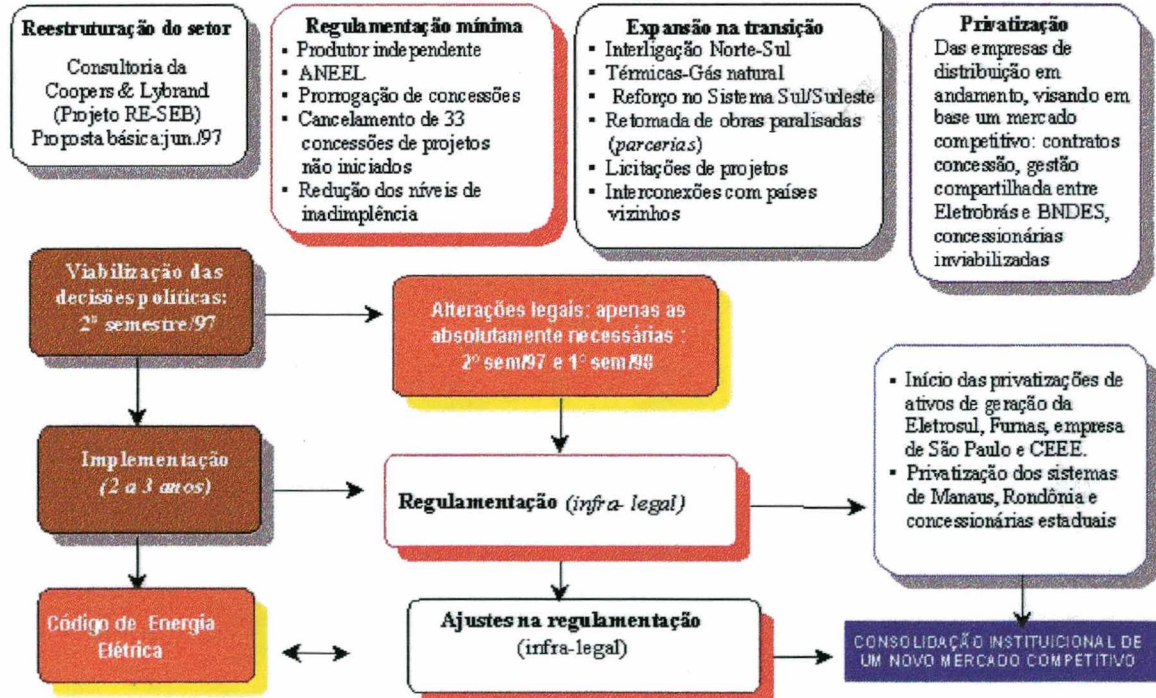 Reestruturação do setor
Consultoria da
Coopers & Lybrand
(Projeto RE-SEB)
Proposta básica:jun./97
Regulamentação mínima
▪ Produtor independente
▪ ANEEL
▪ Prorrogação de concessões
▪ Cancelamento de 33
concessões de projetos
não iniciados
▪ Redução dos níveis de
inadimplência
Expansão na transição
▪ Interligação Norte-Sul
▪ Térmicas-Gás natural
▪ Reforço no Sistema Sul/Sudeste
▪ Retomada de obras paralisadas
(parcerias)
▪ Licitações de projetos
▪ Interconexões com países
vizinhos
Privatização
Das empresas de
distribuição em
andamento, visando em
base um mercado
competitivo: contratos
concessão, gestão
compartilhada entre
Eletrobrás e BNDES,
concessionárias
inviabilizadas
Viabilização das
decisões políticas:
2º semestre/97
Alterações legais: apenas as
absolutamente necessárias :
2º sem/97 e 1º sem/98
▪ Início das privatizações de
ativos de geração da
Eletrosul, Furnas, empresa
de São Paulo e CEEE.
▪ Privatização dos sistemas
de Manaus, Rondônia e
concessionárias estaduais
Implementação
(2 a 3 anos)
Regulamentação (infra- legal)
Código de Energia
Elétrica
Ajustes na regulamentação
(infra-legal)
CONSOLIDAÇÃO INSTITUICIONAL DE
UM NOVO MERCADO COMPETITIVO